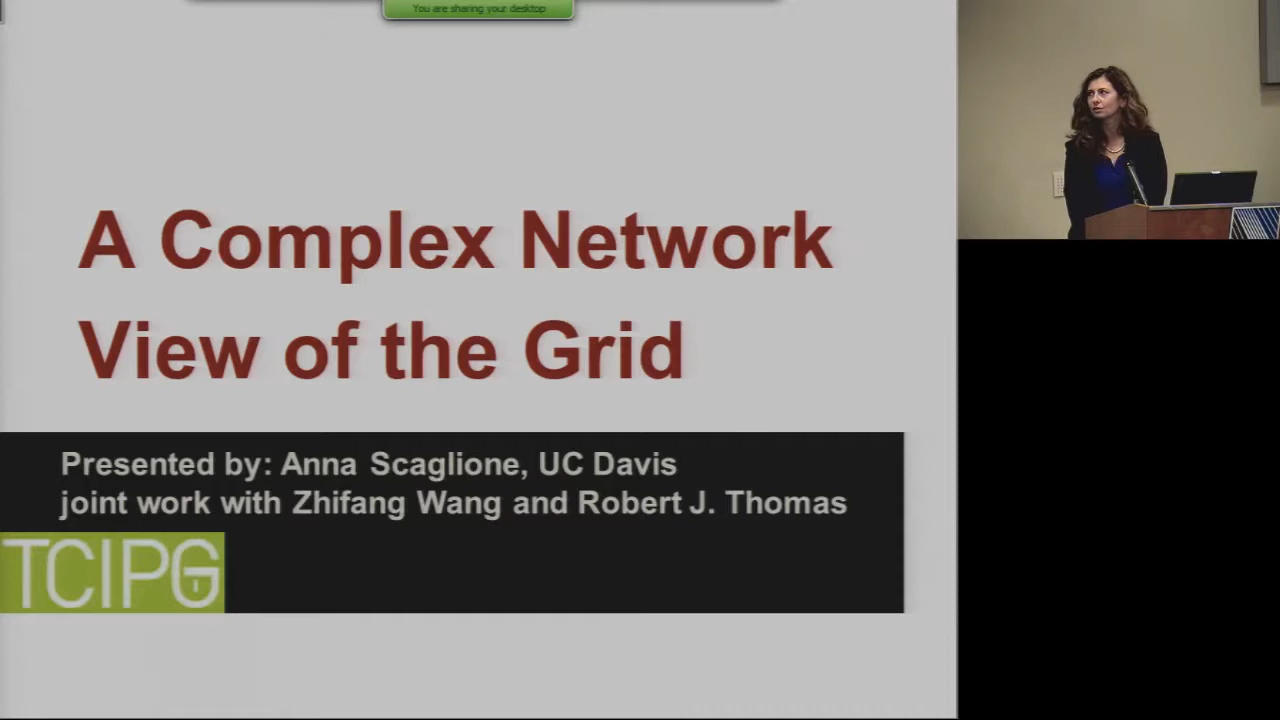 You are sharing your desktop
A Complex Network
View of the Grid
Presented by: Anna Scaglione, UC Davis
joint work with Zhifang Wang and Robert J. Thomas
TCIPG